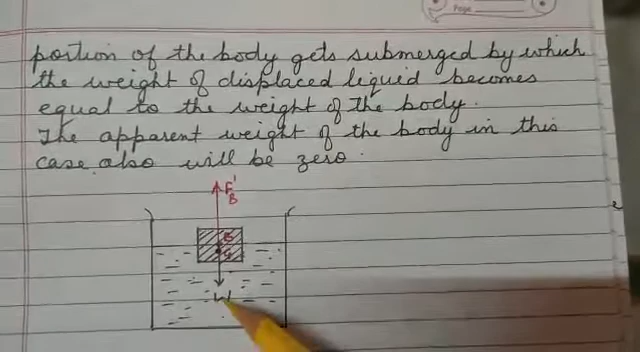 Page
portion of the body gets submerged by which
the weight of displaced liquid becomes
equal to the weight of the body.
The apparent weight of the body in this
case also will be zero.
F'B
B
G
W